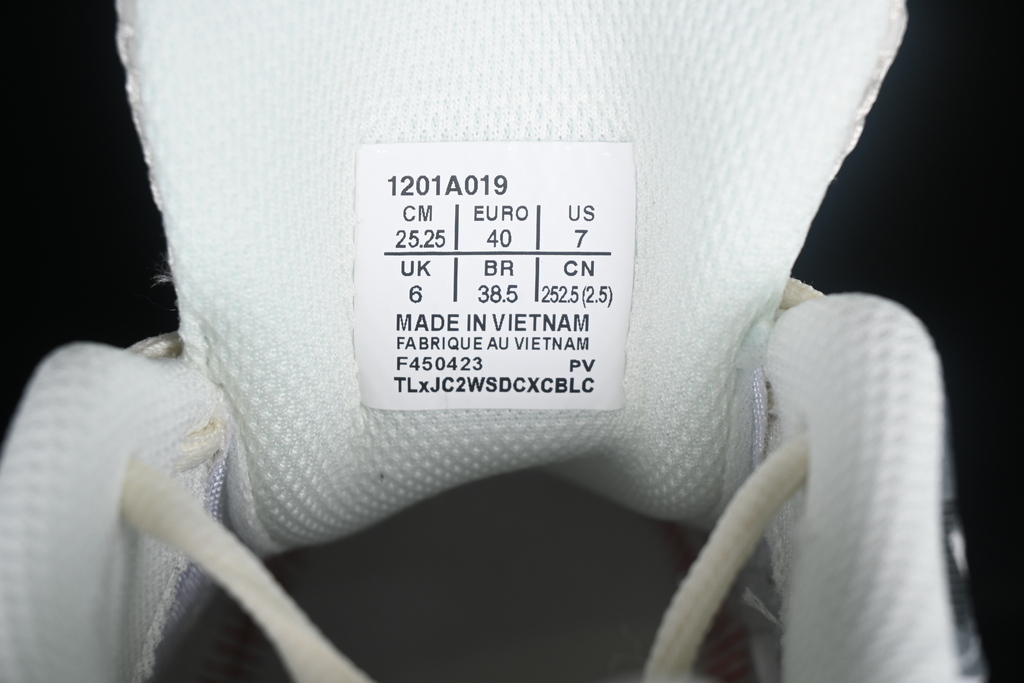 1201A019
CM EURO US
25.25 40 7
UK BR CN
6 38.5 252.5(2.5)
MADE IN VIETNAM
FABRIQUE AU VIETNAM
F450423 PV
TLxJC2WSDCXCBLC